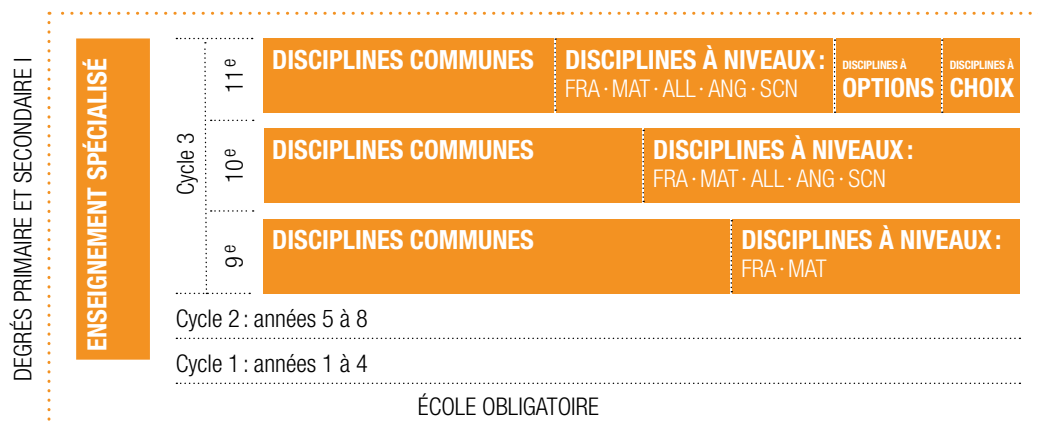 DEGRÉS PRIMAIRE ET SECONDAIRE I
ENSEIGNEMENT SPÉCIALISÉ
Cycle 3
11e
DISCIPLINES COMMUNES
DISCIPLINES À NIVEAUX :
FRA · MAT · ALL · ANG · SCN
DISCIPLINES À
OPTIONS
DISCIPLINES À
CHOIX
10e
DISCIPLINES COMMUNES
DISCIPLINES À NIVEAUX :
FRA · MAT · ALL · ANG · SCN
9e
DISCIPLINES COMMUNES
DISCIPLINES À NIVEAUX :
FRA · MAT
Cycle 2 : années 5 à 8
Cycle 1 : années 1 à 4
ÉCOLE OBLIGATOIRE